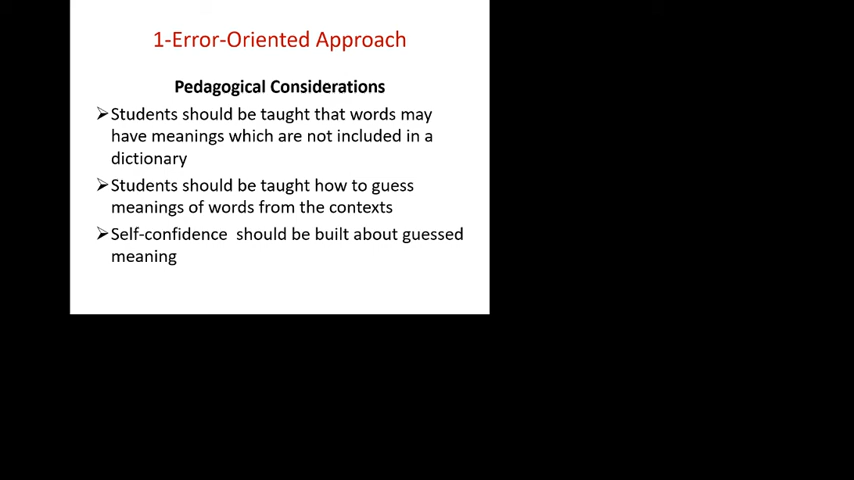 1-Error-Oriented Approach
Pedagogical Considerations
➢Students should be taught that words may
have meanings which are not included in a
dictionary
➢Students should be taught how to guess
meanings of words from the contexts
➢Self-confidence should be built about guessed
meaning